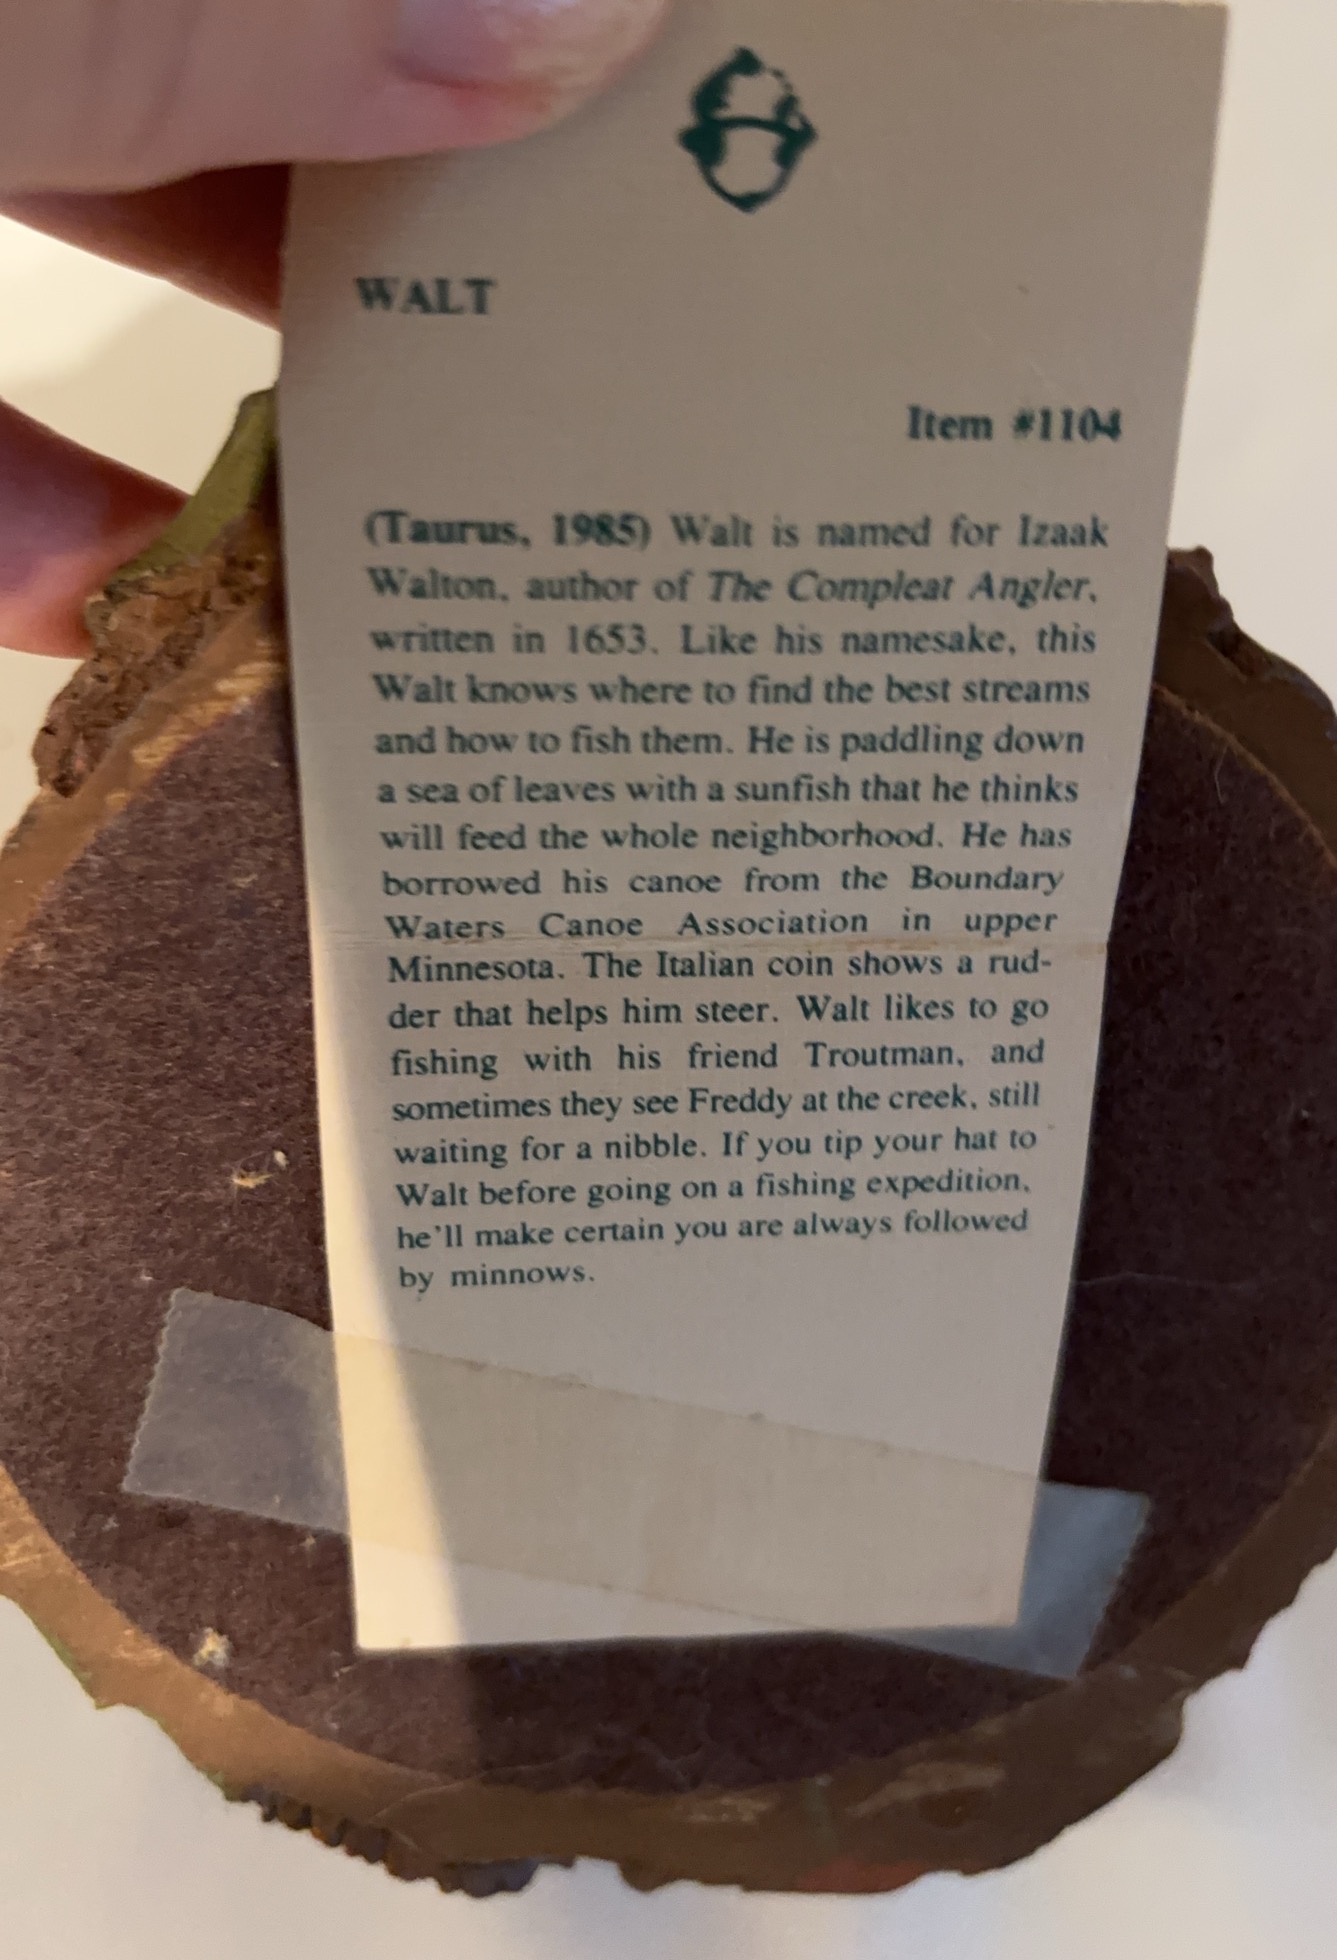 WALT
Item #1104
(Taurus, 1985) Walt is named for Izaak
Walton, author of The Compleat Angler,
written in 1653. Like his namesake, this
Walt knows where to find the best streams
and how to fish them. He is paddling down
a sea of leaves with a sunfish that he thinks
will feed the whole neighborhood. He has
borrowed his canoe from the Boundary
Waters Canoe Association in upper
Minnesota. The Italian coin shows a rud-
der that helps him steer. Walt likes to go
fishing with his friend Troutman, and
sometimes they see Freddy at the creek, still
waiting for a nibble. If you tip your hat to
Walt before going on a fishing expedition,
he'll make certain you are always followed
by minnows.